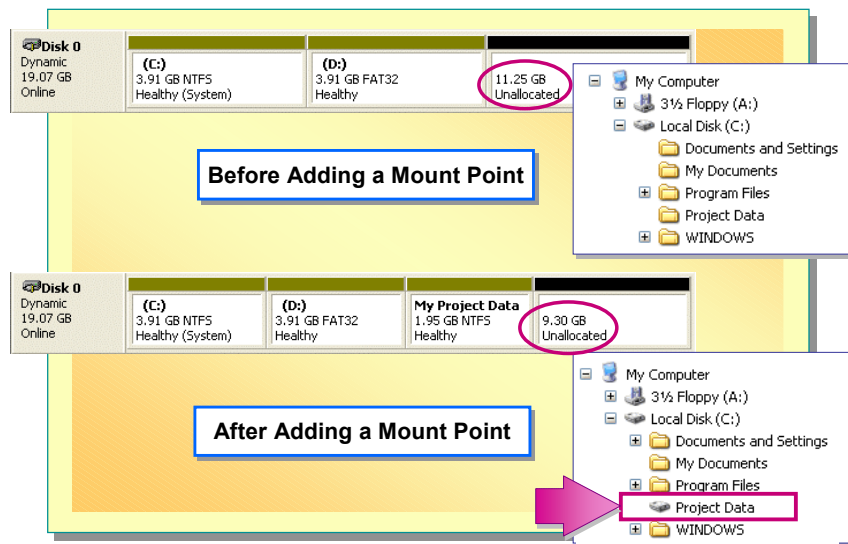 Disk 0
Dynamic
19.07 GB
Online
(C:)
3.91 GB NTFS
Healthy (System)
(D:)
3.91 GB FAT32
Healthy
11.25 GB
Unallocated
My Computer
3½ Floppy (A:)
Local Disk (C:)
Documents and Settings
My Documents
Program Files
Project Data
WINDOWS
Before Adding a Mount Point
Disk 0
Dynamic
19.07 GB
Online
(C:)
3.91 GB NTFS
Healthy (System)
(D:)
3.91 GB FAT32
Healthy
My Project Data
1.95 GB NTFS
Healthy
9.30 GB
Unallocated
My Computer
3½ Floppy (A:)
Local Disk (C:)
Documents and Settings
My Documents
Program Files
Project Data
WINDOWS
After Adding a Mount Point